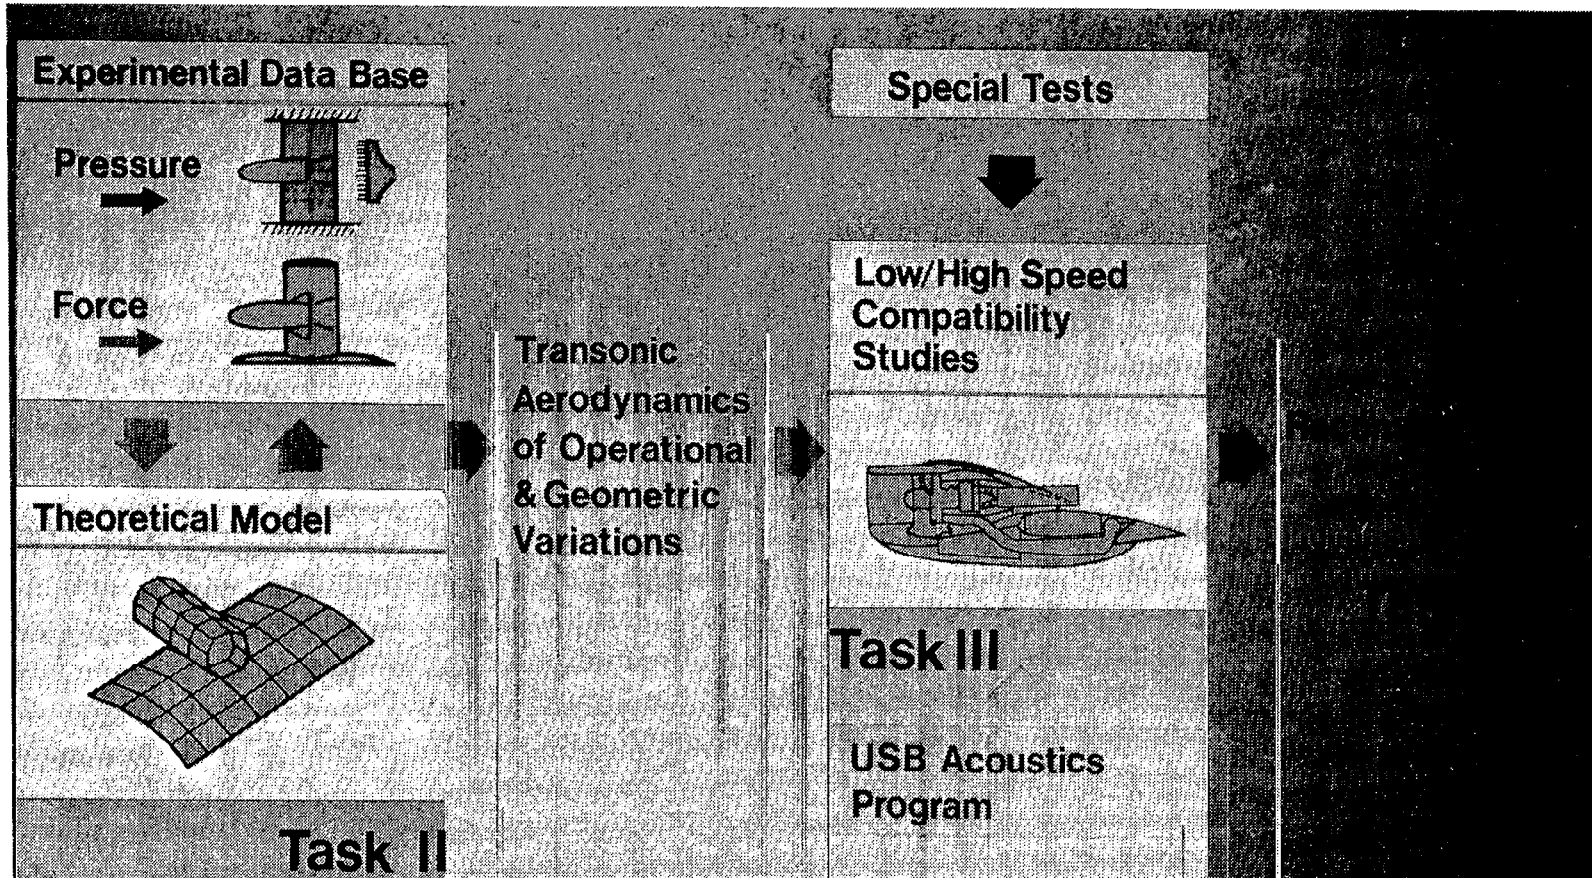 Experimental Data Base
Pressure
Force
Theoretical Model
Task II
Transonic
Aerodynamics
of Operational
& Geometric
Variations
Special Tests
Low/High Speed
Compatibility
Studies
Task III
USB Acoustics
Program